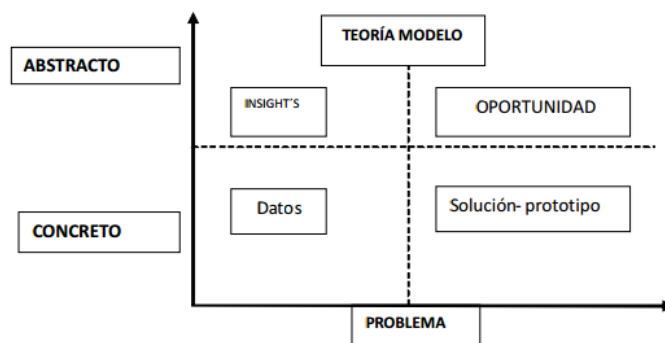 TEORÍA MODELO
ABSTRACTO
INSIGHT´S
OPORTUNIDAD
Datos
Solución- prototipo
CONCRETO
PROBLEMA